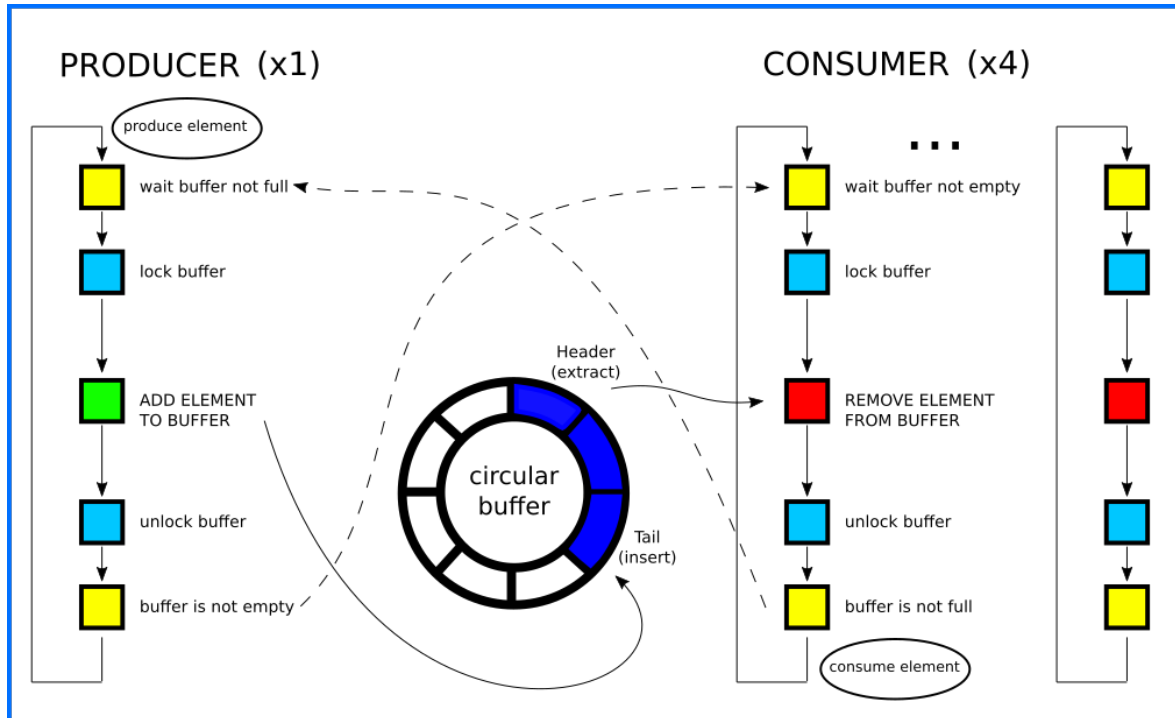 PRODUCER (x1)
produce element
wait buffer not full
lock buffer
ADD ELEMENT
TO BUFFER
unlock buffer
buffer is not empty
Header
(extract)
circular
buffer
Tail
(insert)
CONSUMER (x4)
...
wait buffer not empty
lock buffer
REMOVE ELEMENT
FROM BUFFER
unlock buffer
buffer is not full
consume element